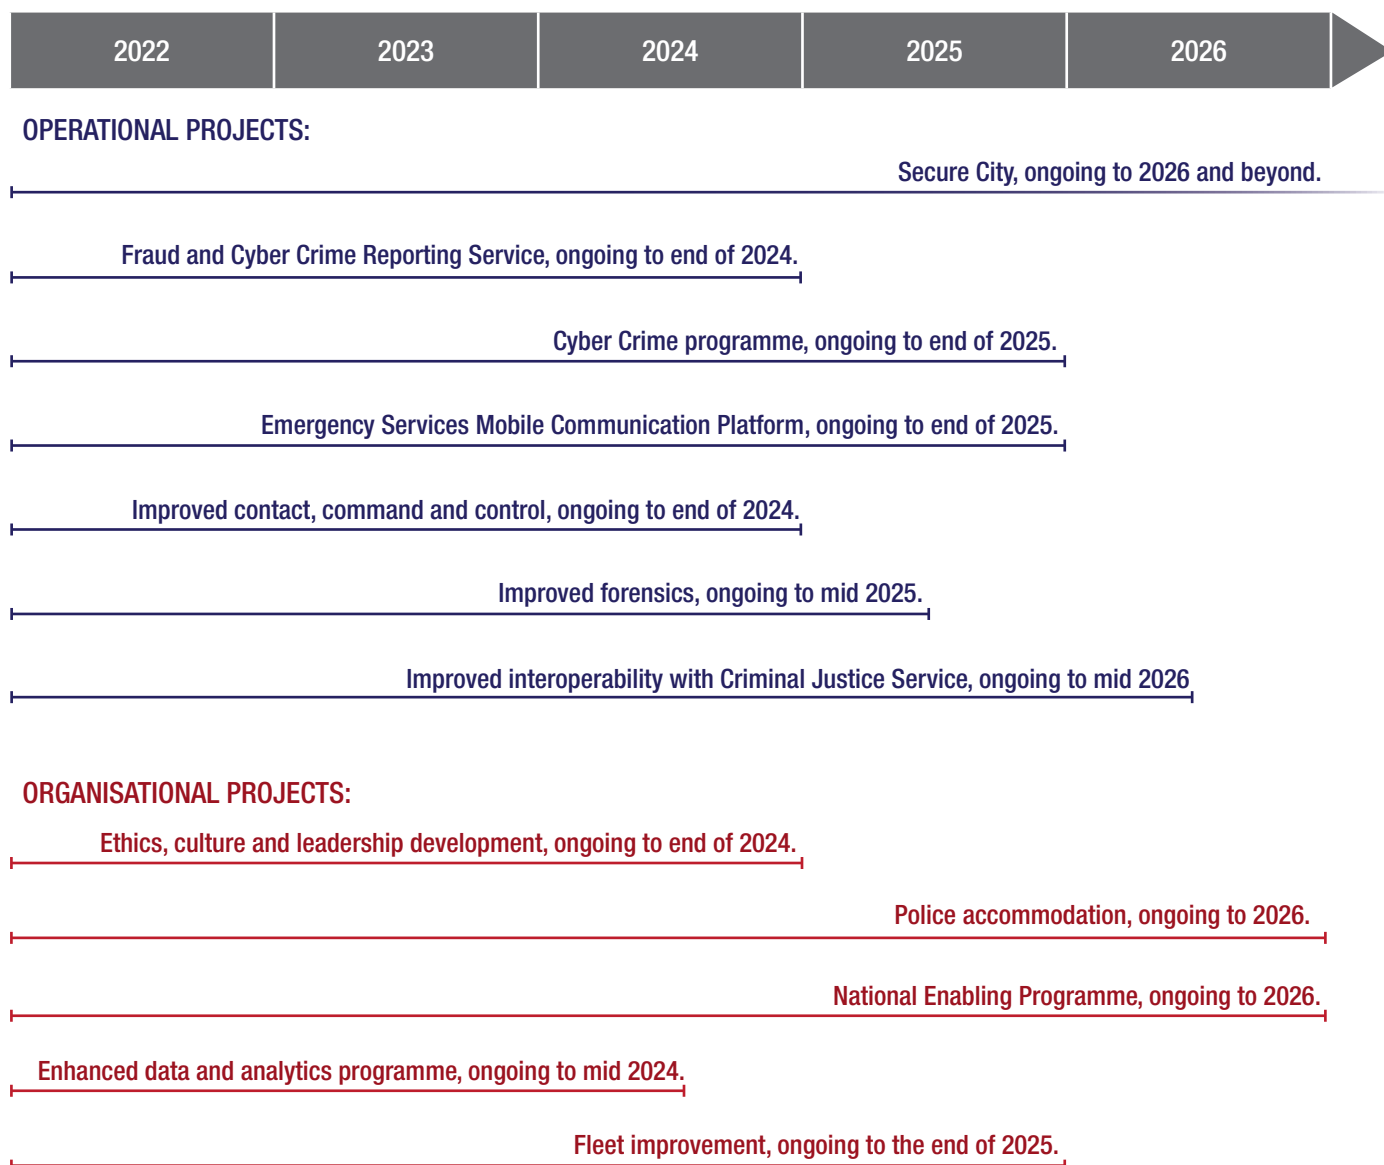 2022 2023 2024 2025 2026
OPERATIONAL PROJECTS:
Secure City, ongoing to 2026 and beyond.
Fraud and Cyber Crime Reporting Service, ongoing to end of 2024.
Cyber Crime programme, ongoing to end of 2025.
Emergency Services Mobile Communication Platform, ongoing to end of 2025.
Improved contact, command and control, ongoing to end of 2024.
Improved forensics, ongoing to mid 2025.
Improved interoperability with Criminal Justice Service, ongoing to mid 2026
ORGANISATIONAL PROJECTS:
Ethics, culture and leadership development, ongoing to end of 2024.
Police accommodation, ongoing to 2026.
National Enabling Programme, ongoing to 2026.
Enhanced data and analytics programme, ongoing to mid 2024.
Fleet improvement, ongoing to the end of 2025.